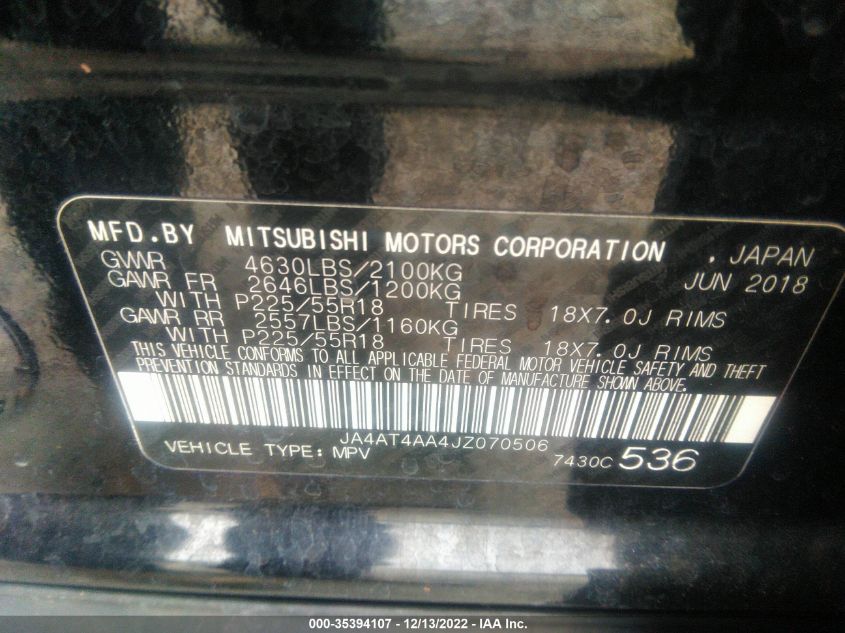 MFD.BY MITSUBISHI MOTORS CORPORATION , JAPAN
GVWR 4630LBS/2100KG JUN 2018
GAWR FR 2646LBS/1200KG
WITH P225/55R18 TIRES 18X7.0J RIMS
GAWR RR 2557LBS/1160KG
WITH P225/55R18 TIRES 18X7.0J RIMS
THIS VEHICLE CONFORMS TO ALL APPLICABLE FEDERAL MOTOR VEHICLE SAFETY AND THEFT
PREVENTION STANDARDS IN EFFECT ON THE DATE OF MANUFACTURE SHOWN ABOVE.
JA4AT4AA4JZ070506
VEHICLE TYPE: MPV 7430C 536
000-35394107 - 12/13/2022 - IAA Inc.